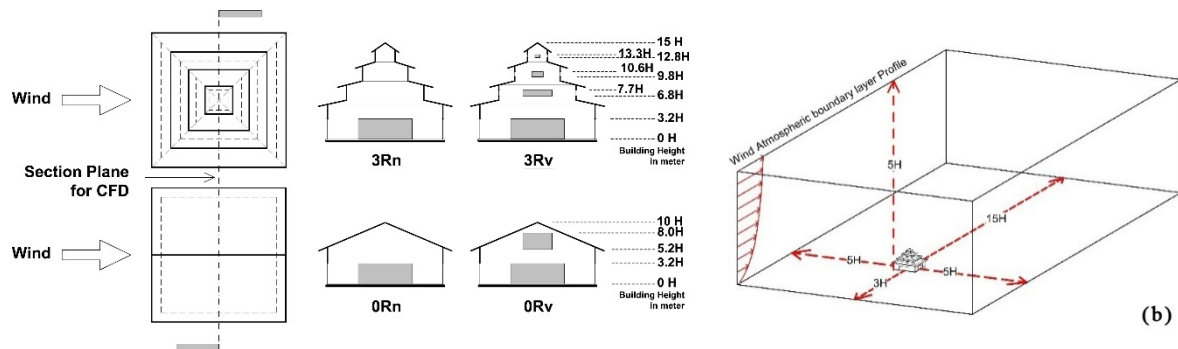 Wind
Section Plane
for CFD
Wind
3Rn
3Rv
15 H
13.3H
12.8H
10.6H
9.8H
7.7H
6.8H
3.2H
0 H
Building Height
in meter
0Rn
0Rv
10 H
8.0H
5.2H
3.2H
0 H
Building Height
in meter
Wind Atmospheric boundary layer Profile
5H
15H
5H
5H
3H
(b)